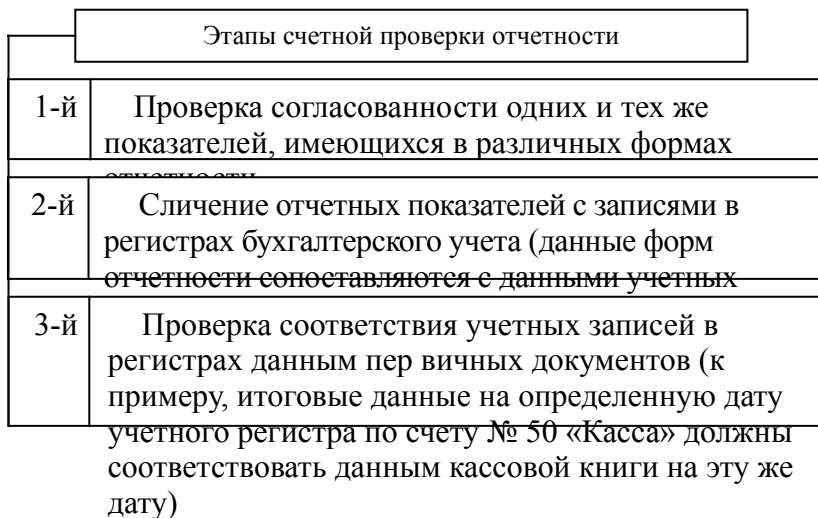 Этапы счетной проверки отчетности
1-й Проверка согласованности одних и тех же
показателей, имеющихся в различных формах
отчетности
2-й Сличение отчетных показателей с записями в
регистрах бухгалтерского учета (данные форм
отчетности сопоставляются с данными учетных
3-й Проверка соответствия учетных записей в
регистрах данным пер вичных документов (к
примеру, итоговые данные на определенную дату
учетного регистра по счету № 50 «Касса» должны
соответствовать данным кассовой книги на эту же
дату)